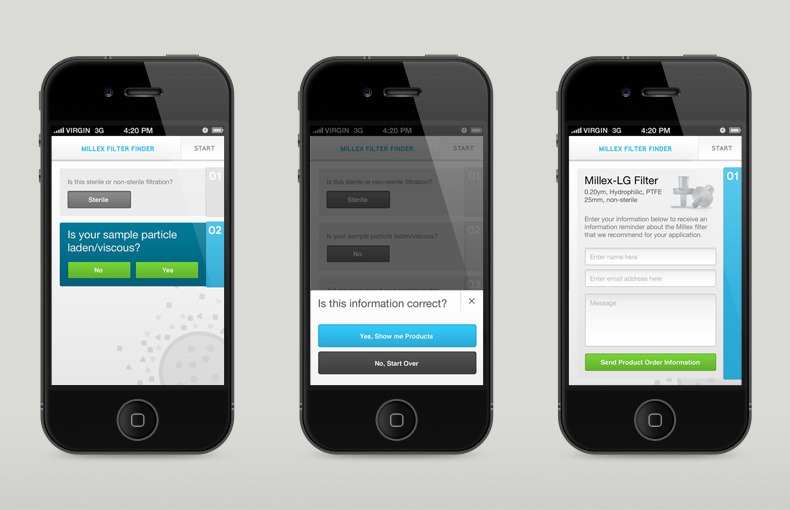 VIRGIN 3G 4:20 PM
MILLEX FILTER FINDER START
Is this sterile or non-sterile filtration? 01
Sterile
Is your sample particle 02
laden/viscous?
No Yes
VIRGIN 3G 4:20 PM
MILLEX FILTER FINDER START
Is this sterile or non-sterile filtration? 01
Sterile
Is your sample particle laden/viscous? 02
No
03
Is this information correct?
Yes, Show me Products
No, Start Over
VIRGIN 3G 4:20 PM
MILLEX FILTER FINDER START
01
Millex-LG Filter
0.20ym, Hydrophilic, PTFE
25mm, non-sterile
Enter your information below to receive an
information reminder about the Millex filter
that we recommend for your application.
Enter name here
Enter email address here
Message
Send Product Order Information